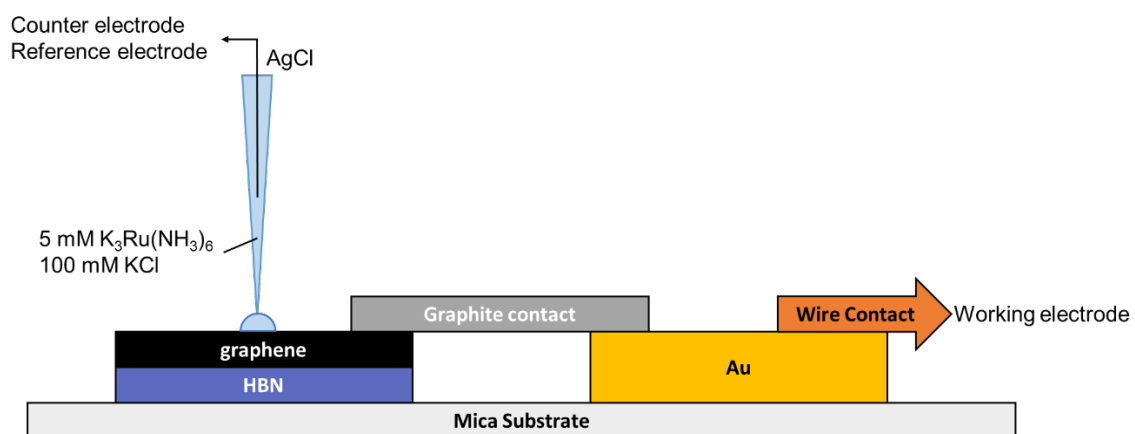 Counter electrode
Reference electrode
AgCl
5 mM K₃Ru(NH₃)₆
100 mM KCl
Graphite contact
Wire Contact
Working electrode
graphene
HBN
Au
Mica Substrate